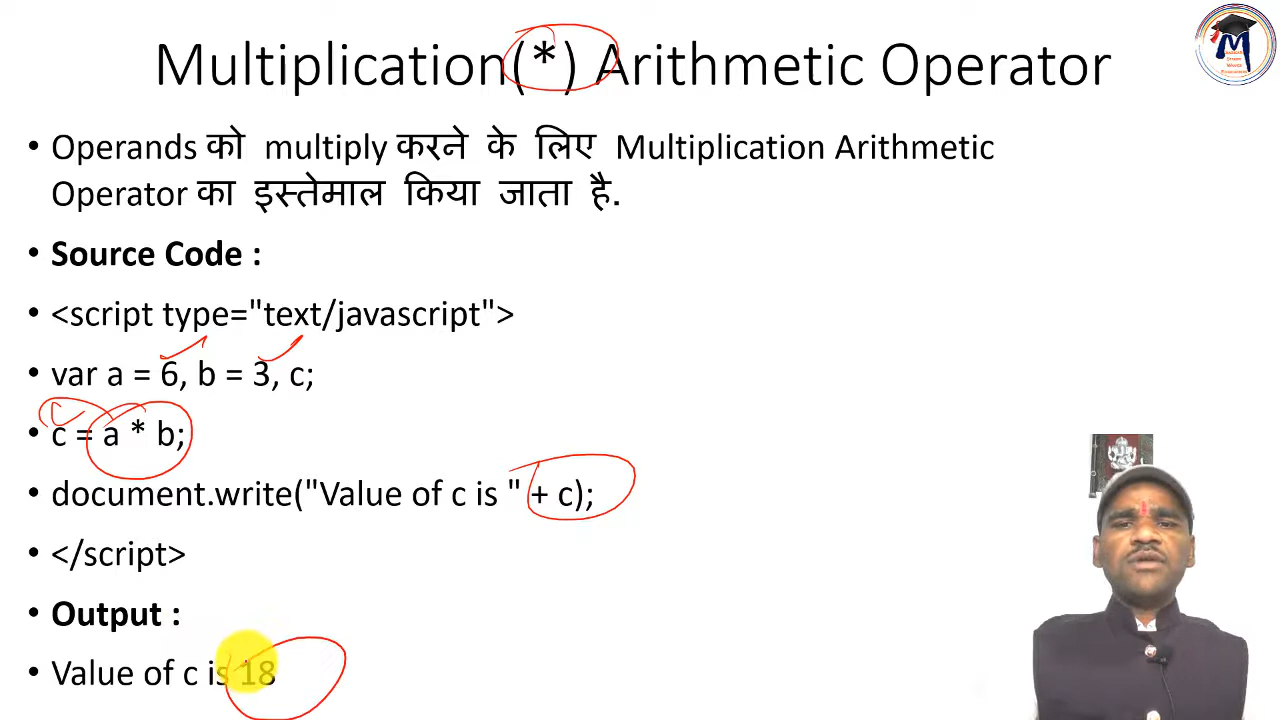 Multiplication(*) Arithmetic Operator
• Operands को multiply करने के लिए Multiplication Arithmetic
Operator का इस्तेमाल किया जाता है.
• Source Code :
• <script type="text/javascript">
• var a = 6, b = 3, c;
• c = a * b;
• document.write("Value of c is " + c);
• </script>
• Output :
• Value of c is 18